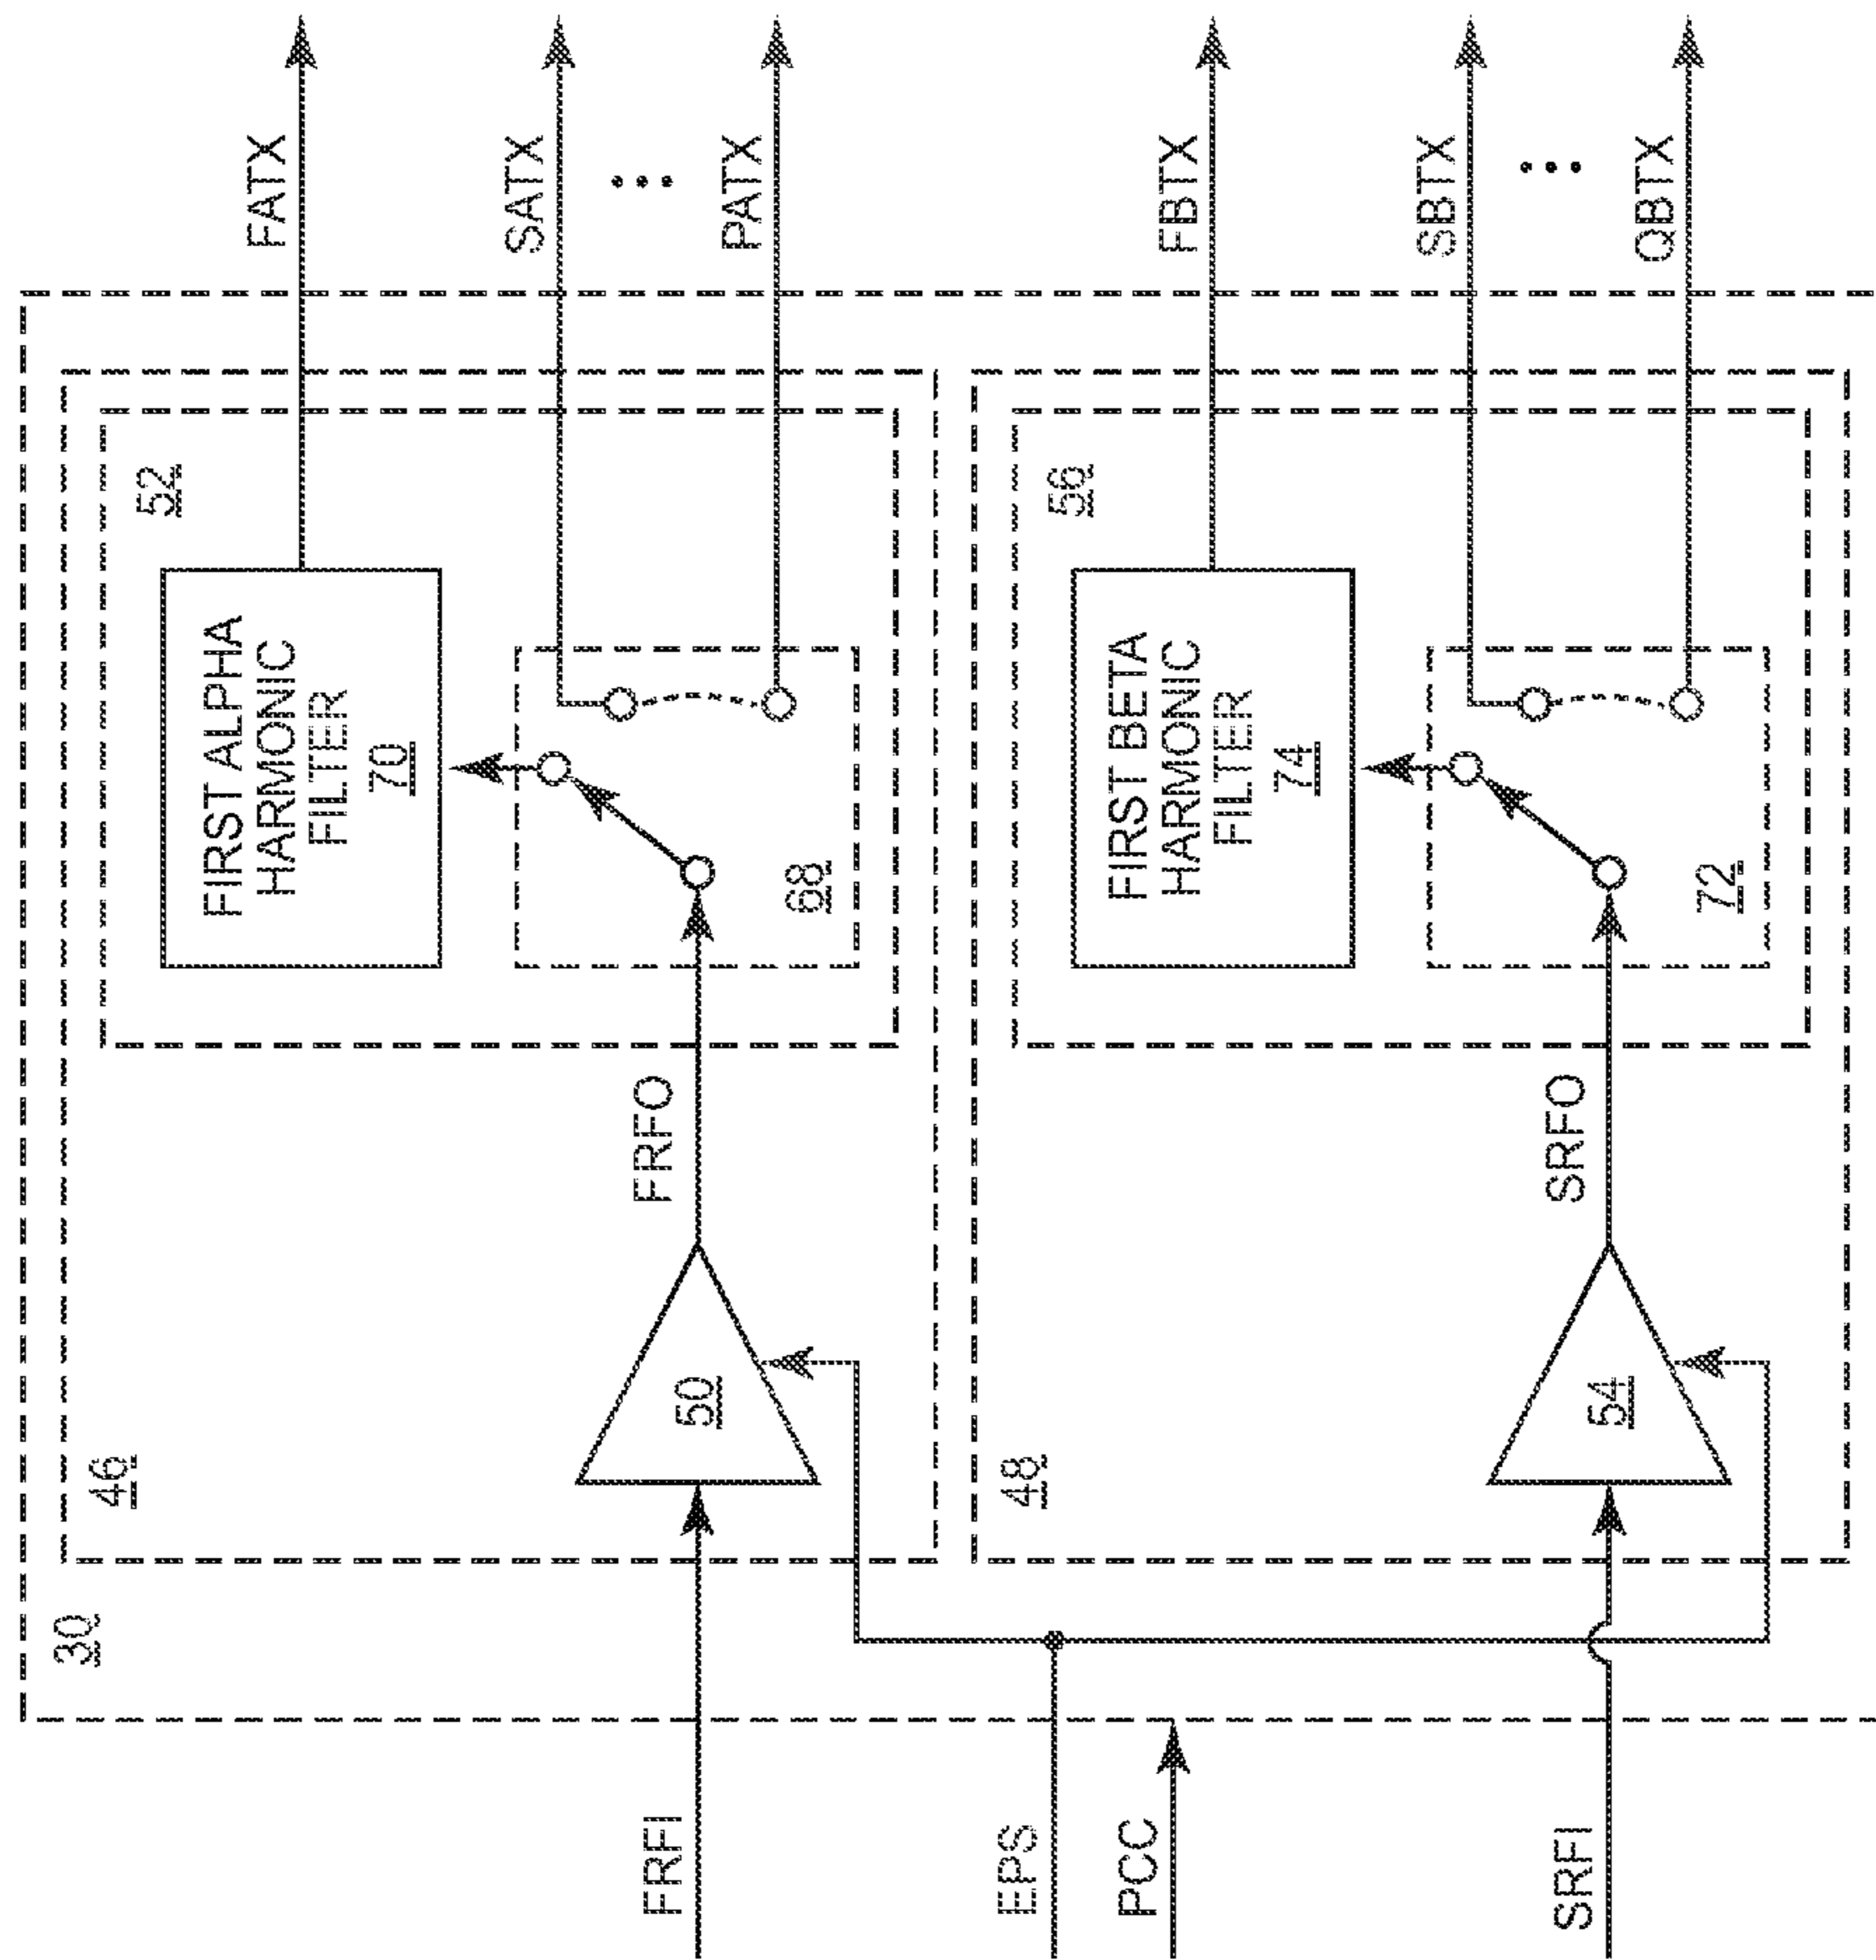 30
46
52
FIRST ALPHA
HARMONIC
FILTER
70
FATX
SATX
...
PATX
68
FRFI
50
FRFO
EPS
PCC
48
56
FIRST BETA
HARMONIC
FILTER
74
FBTX
SBTX
...
QBTX
72
SRFI
54
SRFO